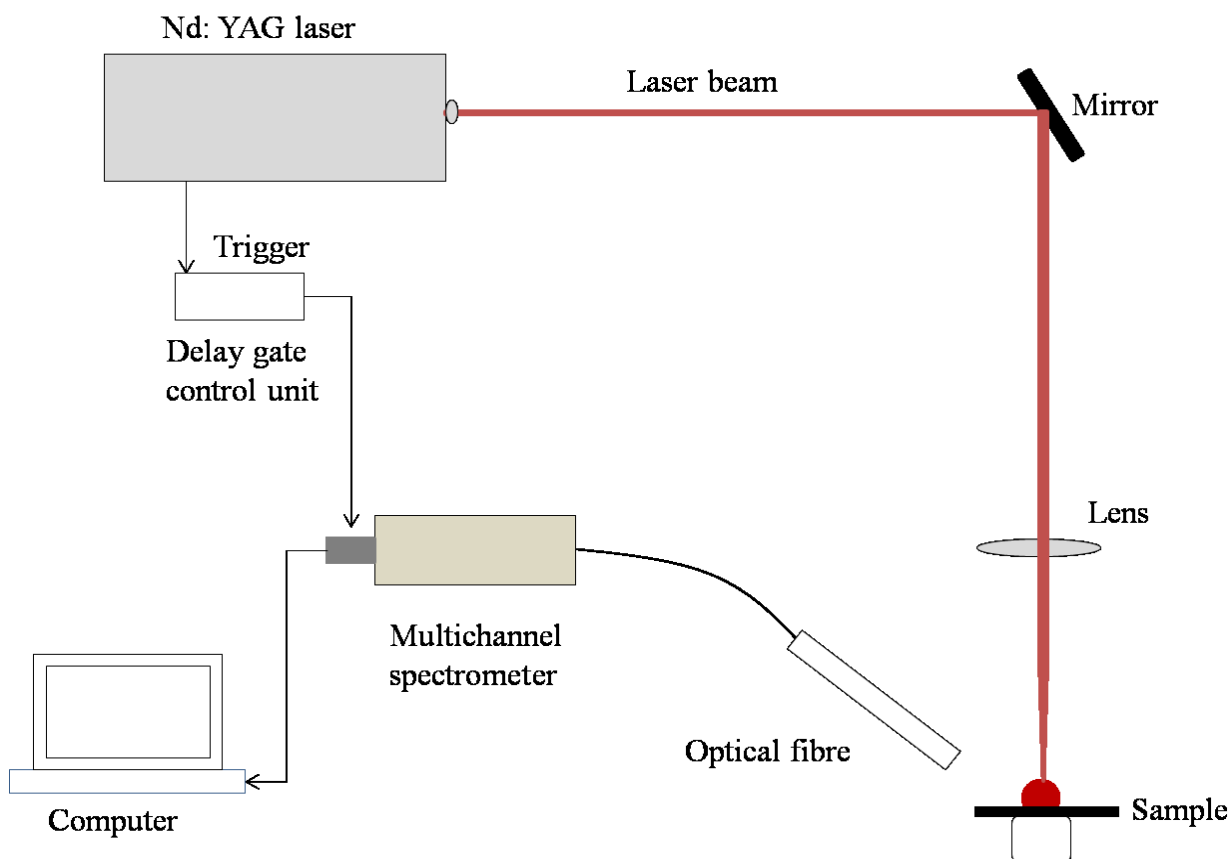 Nd: YAG laser
Laser beam
Mirror
Trigger
Delay gate
control unit
Lens
Multichannel
spectrometer
Optical fibre
Sample
Computer